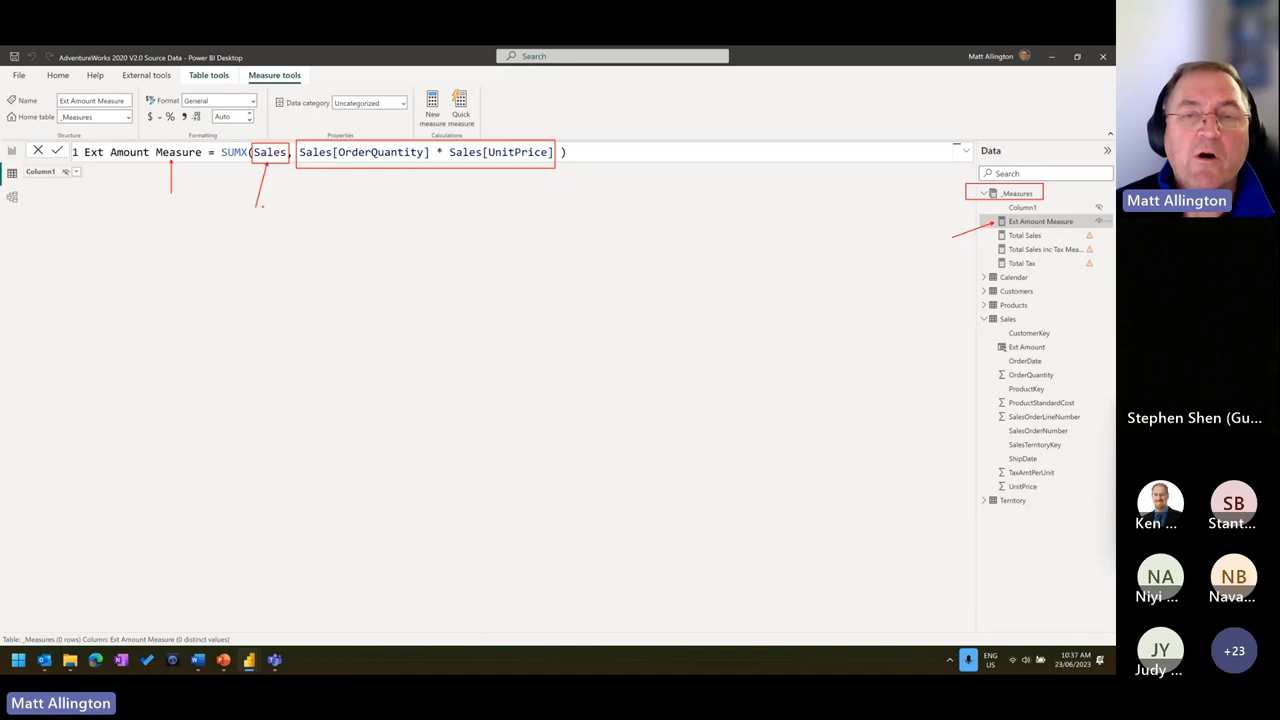 AdventureWorks 2020 V2.0 Source Data - Power BI Desktop
Search
Matt Allington
File
Home
Help
External tools
Table tools
Measure tools
Name
Ext Amount Measure
Home table
_Measures
Structure
Format
General
$
%
Auto
Formatting
Data category
Uncategorized
Properties
New
measure
Quick
measure
Calculations
1 Ext Amount Measure = SUMX(Sales, Sales[OrderQuantity] * Sales[UnitPrice] )
Column1
Data
Search
_Measures
Column1
Ext Amount Measure
Total Sales
Total Sales inc Tax Mea...
Total Tax
Calendar
Customers
Products
Sales
CustomerKey
Ext Amount
OrderDate
OrderQuantity
ProductKey
ProductStandardCost
SalesOrderLineNumber
SalesOrderNumber
SalesTerritoryKey
ShipDate
TaxAmtPerUnit
UnitPrice
Territory
Table: _Measures (0 rows) Column: Ext Amount Measure (0 distinct values)
ENG
US
10:37 AM
23/06/2023
Matt Allington
Matt Allington
Stephen Shen (Gu...
Ken ...
SB
Stant...
NA
Niyi ...
NB
Nava...
JY
Judy ...
+23